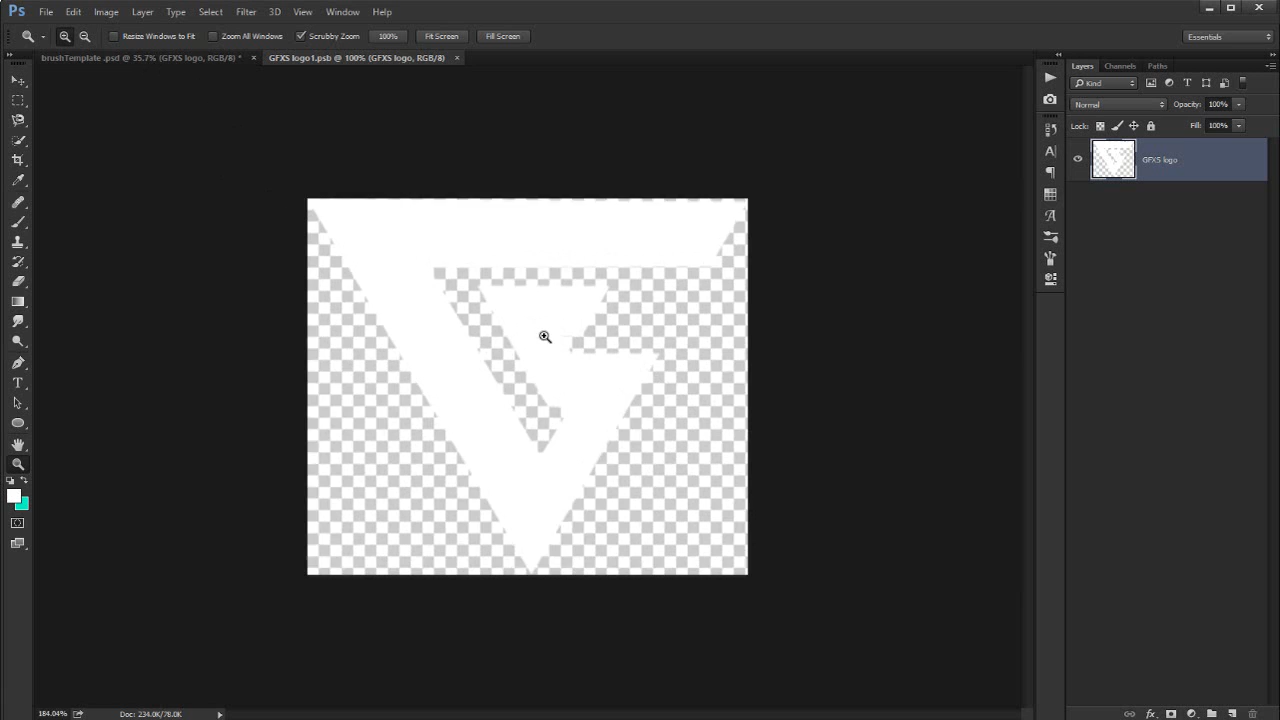 Ps File Edit Image Layer Type Select Filter 3D View Window Help
Resize Windows to Fit Zoom All Windows Scrubby Zoom 100% Fit Screen Fill Screen Essentials
brushTemplate .psd @ 35.7% (GFXS logo, RGB/8) * × GFXS logo1.psb @ 100% (GFXS logo, RGB/8) ×
Layers Channels Paths
Kind
Normal Opacity: 100%
Lock: Fill: 100%
GFXS logo
184.04% Doc: 234.0K/78.0K